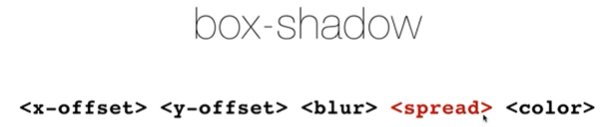 box-shadow
<x-offset> <y-offset> <blur> <spread> <color>